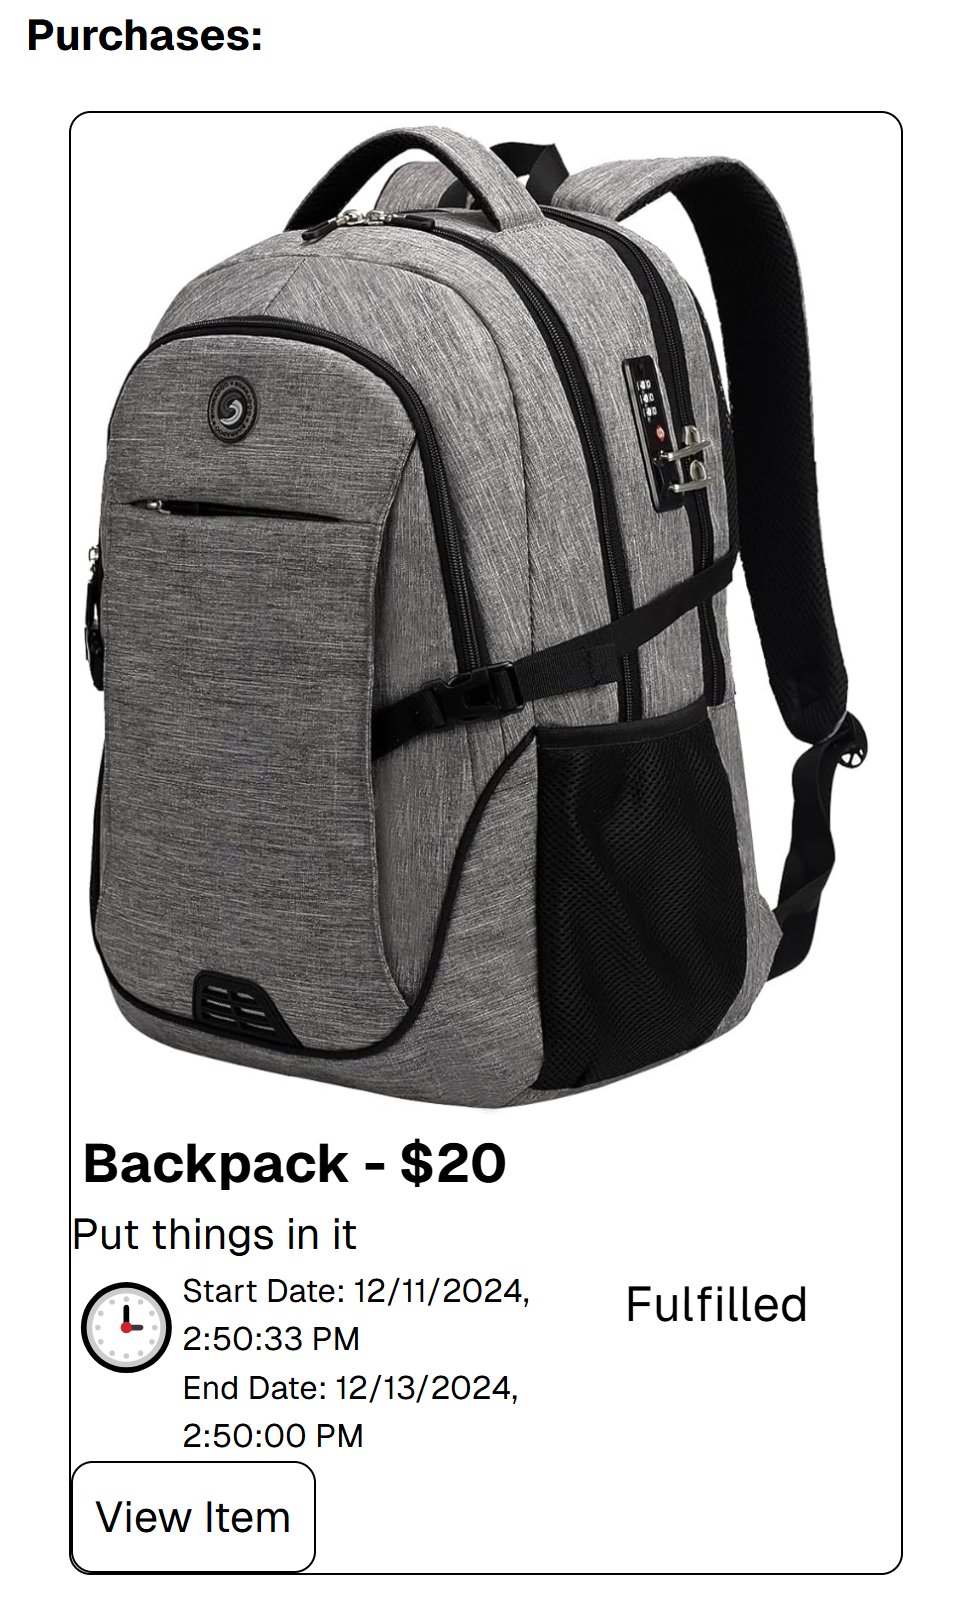 Purchases:
Backpack - $20
Put things in it
Start Date: 12/11/2024,
2:50:33 PM
Fulfilled
End Date: 12/13/2024,
2:50:00 PM
View Item